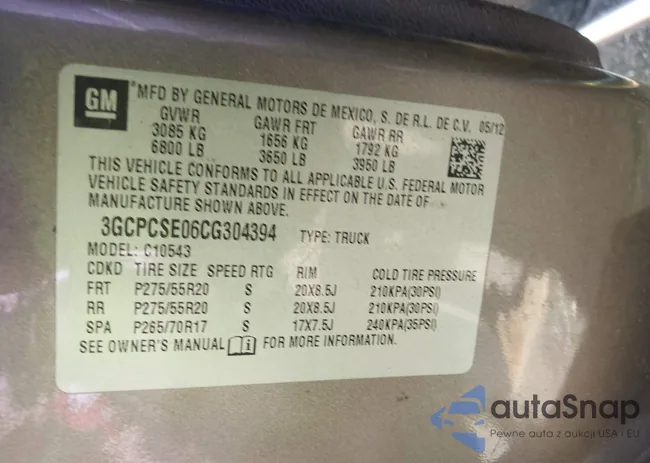 GM
*MFD BY GENERAL MOTORS DE MEXICO, S. DE R.L. DE C.V. 05/12
GVWR GAWR FRT GAWR RR
3085 KG 1656 KG 1792 KG
6800 LB 3650 LB 3950 LB
THIS VEHICLE CONFORMS TO ALL APPLICABLE U.S. FEDERAL MOTOR
VEHICLE SAFETY STANDARDS IN EFFECT ON THE DATE OF
MANUFACTURE SHOWN ABOVE.
3GCPCSE06CG304394 TYPE: TRUCK
MODEL: C10543
CDKD TIRE SIZE SPEED RTG RIM COLD TIRE PRESSURE
FRT P275/55R20 S 20X8.5J 210KPA(30PSI)
RR P275/55R20 S 20X8.5J 210KPA(30PSI)
SPA P265/70R17 S 17X7.5J 240KPA(35PSI)
SEE OWNER'S MANUAL FOR MORE INFORMATION.
autaSnap
Pewne auta z aukcji USA - EU